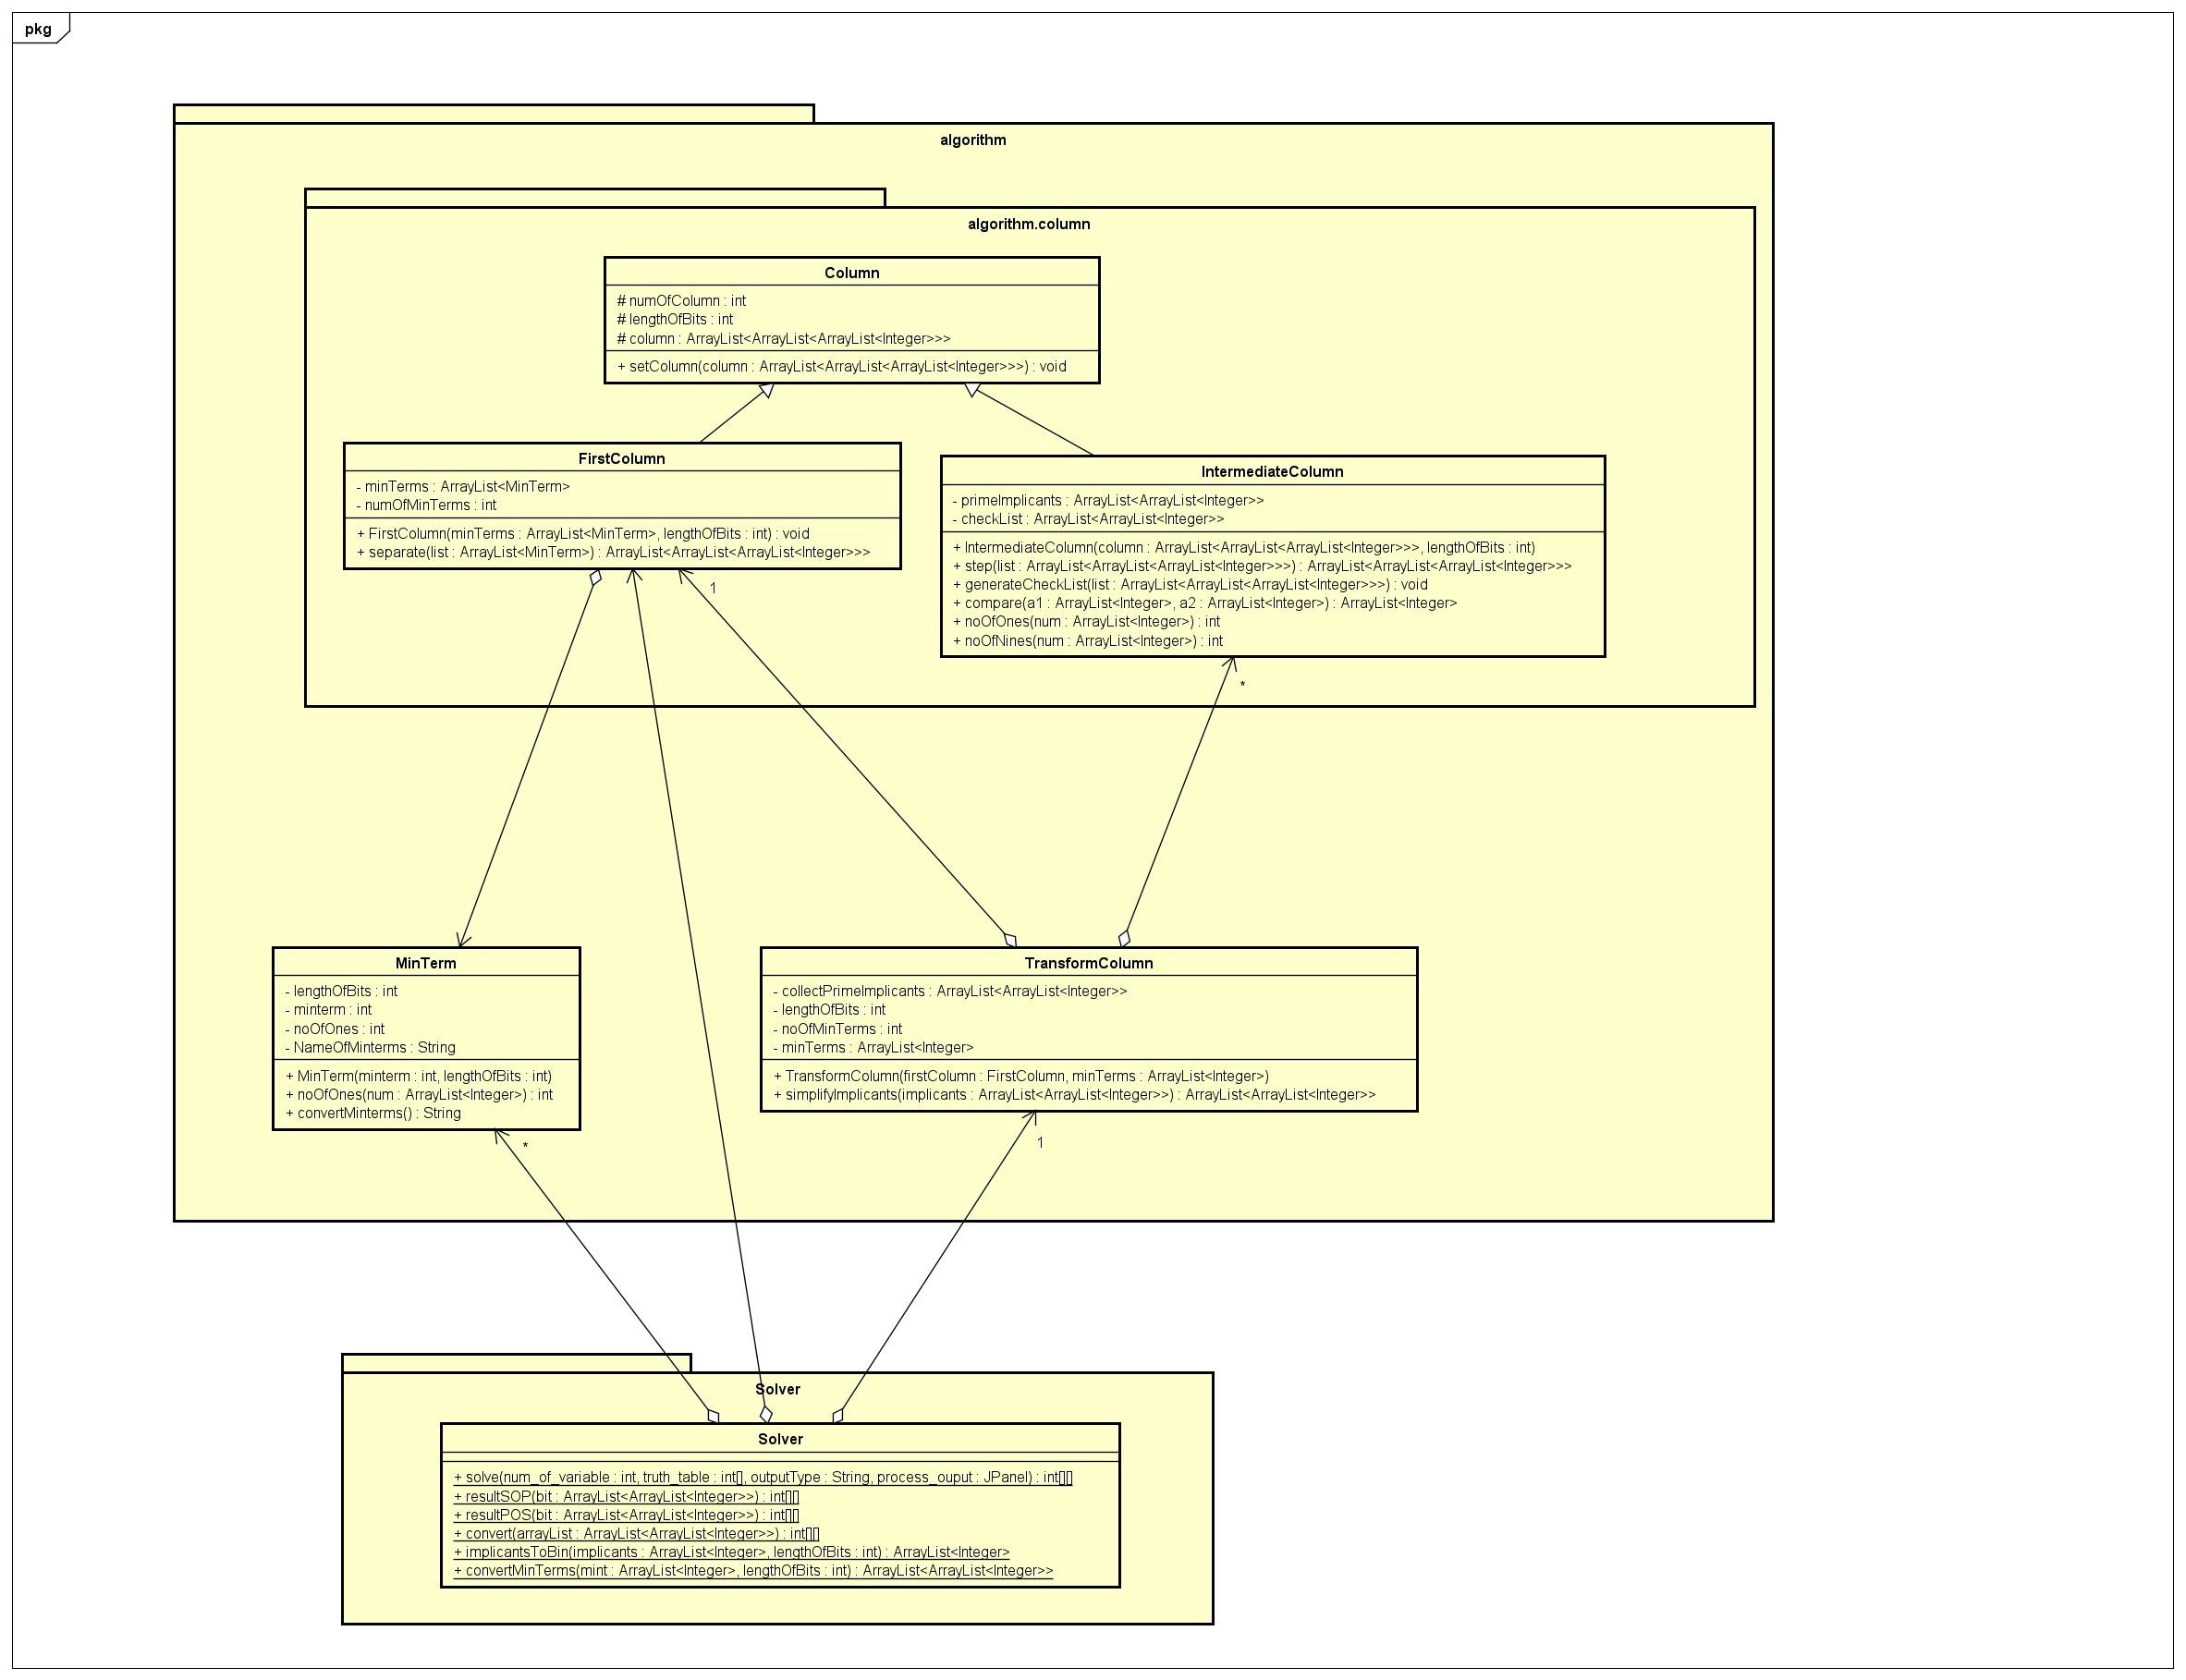 pkg
algorithm
algorithm.column
Column
# numOfColumn : int
# lengthOfBits : int
# column : ArrayList<ArrayList<ArrayList<Integer>>>
+ setColumn(column : ArrayList<ArrayList<ArrayList<Integer>>>) : void
FirstColumn
- minTerms : ArrayList<MinTerm>
- numOfMinTerms : int
+ FirstColumn(minTerms : ArrayList<MinTerm>, lengthOfBits : int) : void
+ separate(list : ArrayList<MinTerm>) : ArrayList<ArrayList<ArrayList<Integer>>>
1
IntermediateColumn
- primeImplicants : ArrayList<ArrayList<Integer>>
- checkList : ArrayList<ArrayList<Integer>>
+ IntermediateColumn(column : ArrayList<ArrayList<ArrayList<Integer>>>, lengthOfBits : int)
+ step(list : ArrayList<ArrayList<ArrayList<Integer>>>) : ArrayList<ArrayList<ArrayList<Integer>>>
+ generateCheckList(list : ArrayList<ArrayList<ArrayList<Integer>>>) : void
+ compare(a1 : ArrayList<Integer>, a2 : ArrayList<Integer>) : ArrayList<Integer>
+ noOfOnes(num : ArrayList<Integer>) : int
+ noOfNines(num : ArrayList<Integer>) : int
*
MinTerm
- lengthOfBits : int
- minterm : int
- noOfOnes : int
- NameOfMinterms : String
+ MinTerm(minterm : int, lengthOfBits : int)
+ noOfOnes(num : ArrayList<Integer>) : int
+ convertMinterms() : String
*
TransformColumn
- collectPrimeImplicants : ArrayList<ArrayList<Integer>>
- lengthOfBits : int
- noOfMinTerms : int
- minTerms : ArrayList<Integer>
+ TransformColumn(firstColumn : FirstColumn, minTerms : ArrayList<Integer>)
+ simplifyImplicants(implicants : ArrayList<ArrayList<Integer>>) : ArrayList<ArrayList<Integer>>
1
Solver
Solver
+ solve(num_of_variable : int, truth_table : int[], outputType : String, process_ouput : JPanel) : int[][]
+ resultSOP(bit : ArrayList<ArrayList<Integer>>) : int[][]
+ resultPOS(bit : ArrayList<ArrayList<Integer>>) : int[][]
+ convert(arrayList : ArrayList<ArrayList<Integer>>) : int[][]
+ implicantsToBin(implicants : ArrayList<Integer>, lengthOfBits : int) : ArrayList<Integer>
+ convertMinTerms(mint : ArrayList<Integer>, lengthOfBits : int) : ArrayList<ArrayList<Integer>>